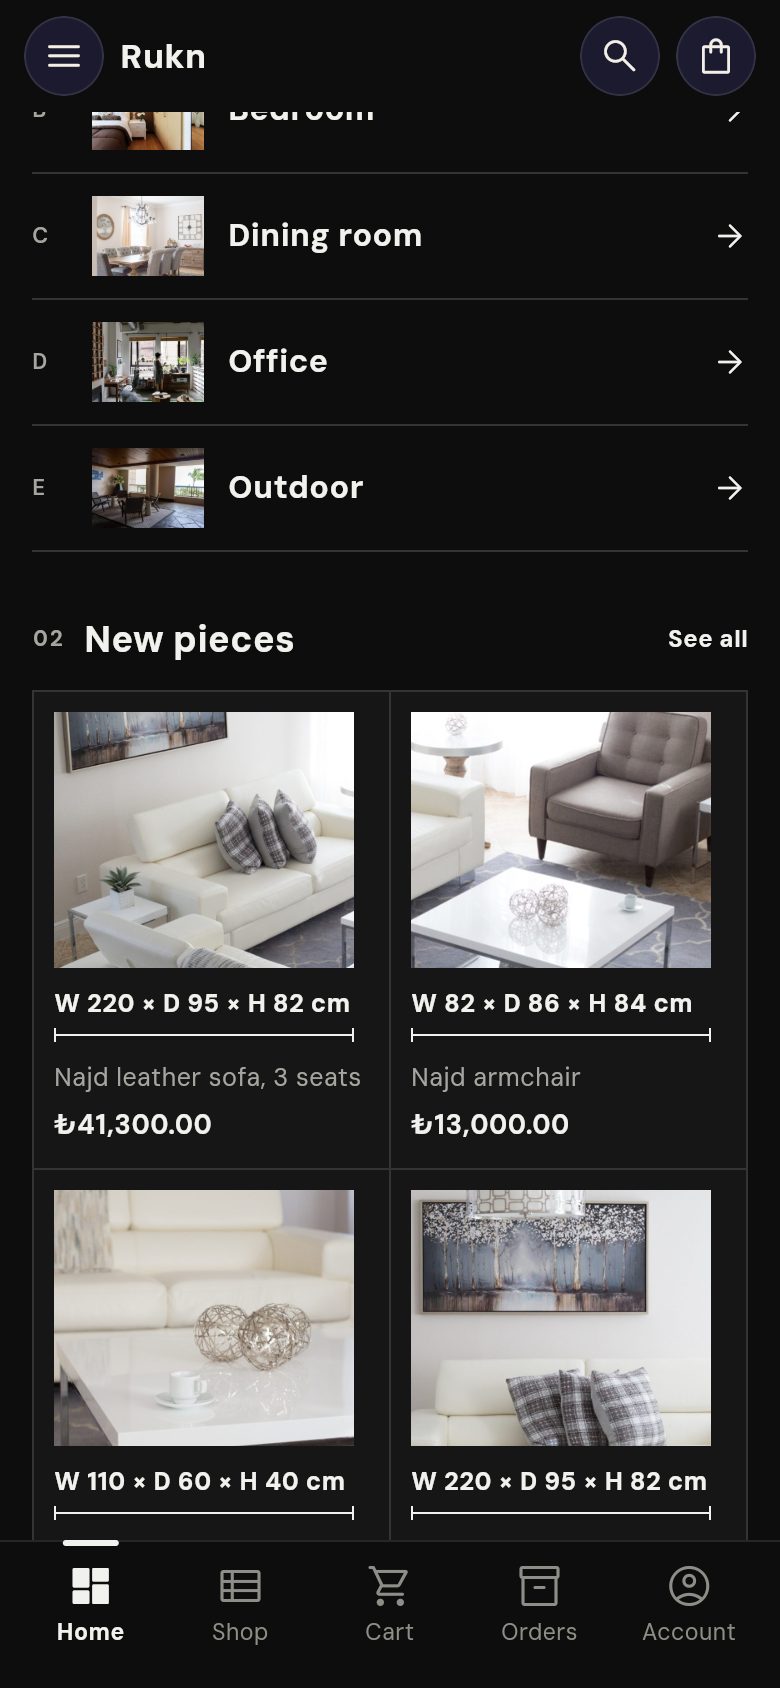 Rukn
B
Bedroom
C
Dining room
D
Office
E
Outdoor
02
New pieces
See all
W 220 × D 95 × H 82 cm
Najd leather sofa, 3 seats
₺41,300.00
W 82 × D 86 × H 84 cm
Najd armchair
₺13,000.00
W 110 × D 60 × H 40 cm
W 220 × D 95 × H 82 cm
Home
Shop
Cart
Orders
Account